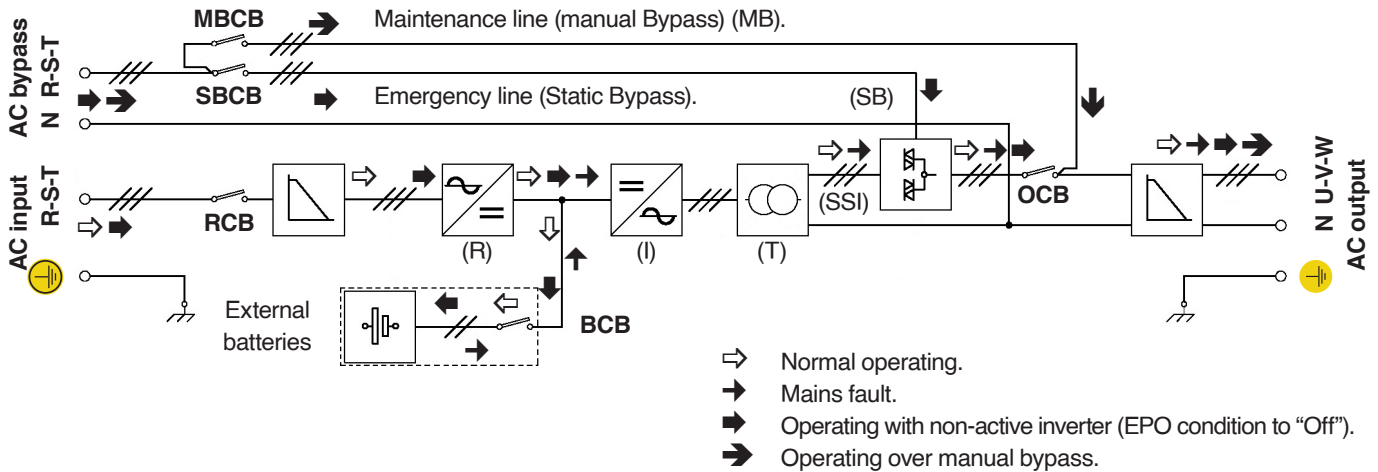 MBCB
Maintenance line (manual Bypass) (MB).
AC bypass
N R-S-T
SBCB
Emergency line (Static Bypass).
(SB)
AC input
R-S-T
RCB
(R)
(I)
(T)
(SSI)
OCB
N U-V-W
AC output
External
batteries
BCB
Normal operating.
Mains fault.
Operating with non-active inverter (EPO condition to “Off”).
Operating over manual bypass.